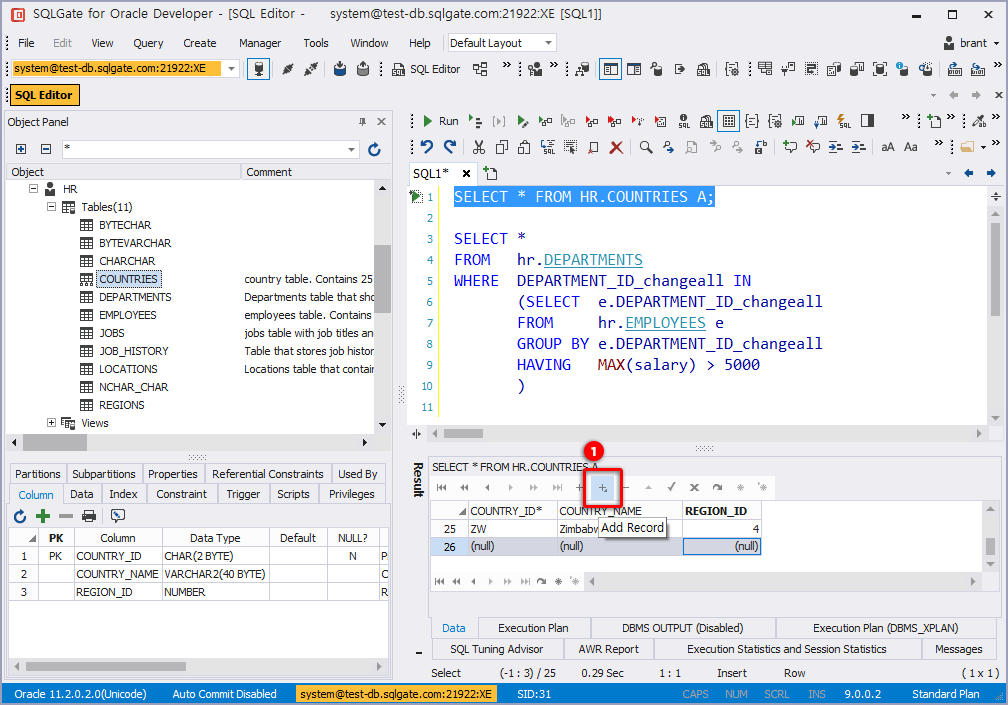 SQLGate for Oracle Developer - [SQL Editor - system@test-db.sqlgate.com:21922:XE [SQL1]]
File Edit View Query Create Manager Tools Window Help Default Layout brant
system@test-db.sqlgate.com:21922:XE SQL Editor
SQL Editor
Object Panel
Run
*
Object Comment
SQL1*
HR
Tables(11)
BYTECHAR
BYTEVARCHAR
CHARCHAR
COUNTRIES country table. Contains 25
DEPARTMENTS Departments table that sho
EMPLOYEES employees table. Contains
JOBS jobs table with job titles and
JOB_HISTORY Table that stores job histor
LOCATIONS Locations table that contain
NCHAR_CHAR
REGIONS
Views
1 SELECT * FROM HR.COUNTRIES A;
2
3 SELECT *
4 FROM hr.DEPARTMENTS
5 WHERE DEPARTMENT_ID_changeall IN
6 (SELECT e.DEPARTMENT_ID_changeall
7 FROM hr.EMPLOYEES e
8 GROUP BY e.DEPARTMENT_ID_changeall
9 HAVING MAX(salary) > 5000
10 )
11
Partitions Subpartitions Properties Referential Constraints Used By
Column Data Index Constraint Trigger Scripts Privileges
PK Column Data Type Default NULL?
1 PK COUNTRY_ID CHAR(2 BYTE) N P
2 COUNTRY_NAME VARCHAR2(40 BYTE) C
3 REGION_ID NUMBER R
Result
1
SELECT * FROM HR.COUNTRIES A
COUNTRY_ID* COUNTRY_NAME REGION_ID
25 ZW Zimbabw 4
Add Record
26 (null) (null) (null)
Data Execution Plan DBMS OUTPUT (Disabled) Execution Plan (DBMS_XPLAN)
SQL Tuning Advisor AWR Report Execution Statistics and Session Statistics Messages
Select (-1 : 3) / 25 0.29 Sec 1 : 1 Insert Row ( 1 x 1 )
Oracle 11.2.0.2.0(Unicode) Auto Commit Disabled system@test-db.sqlgate.com:21922:XE SID:31 CAPS NUM SCRL INS 9.0.0.2 Standard Plan